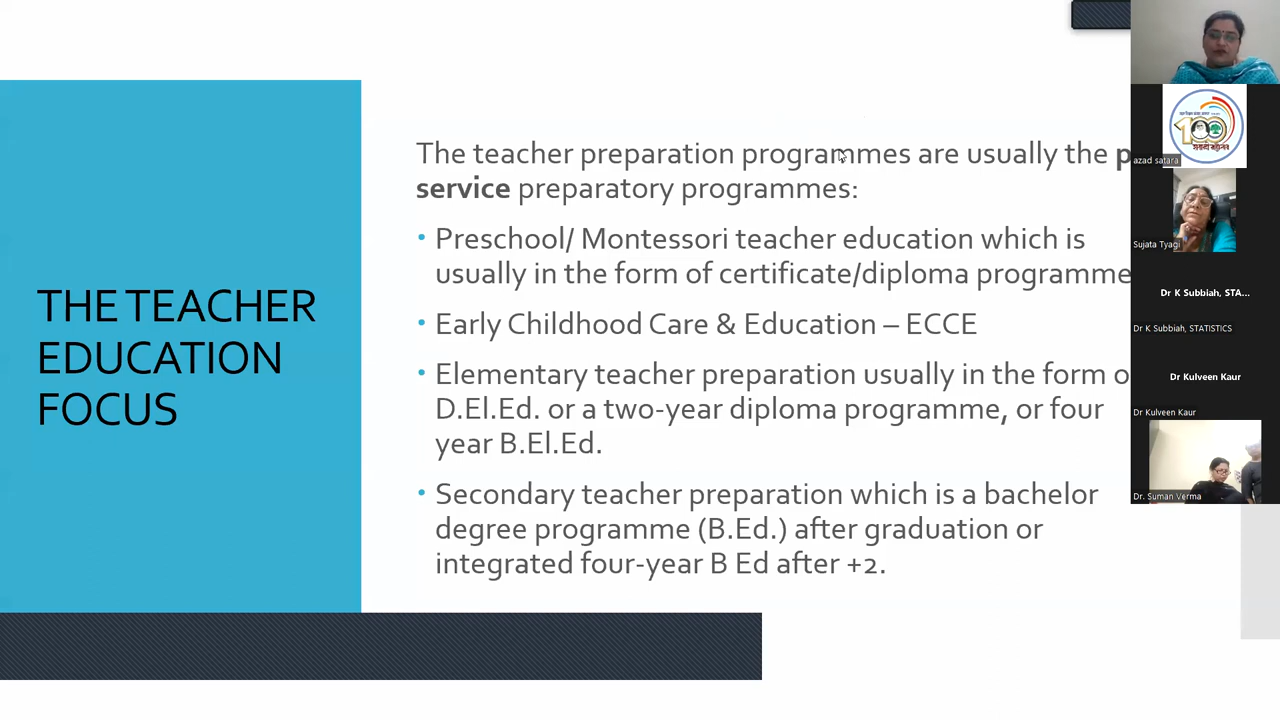 THE TEACHER
EDUCATION
FOCUS
The teacher preparation programmes are usually the p
service preparatory programmes:
• Preschool/ Montessori teacher education which is
usually in the form of certificate/diploma programme
• Early Childhood Care & Education – ECCE
• Elementary teacher preparation usually in the form o
D.El.Ed. or a two-year diploma programme, or four
year B.El.Ed.
• Secondary teacher preparation which is a bachelor
degree programme (B.Ed.) after graduation or
integrated four-year B Ed after +2.
100
azad satara
Sujata Tyagi
Dr K Subbiah, STA...
Dr K Subbiah, STATISTICS
Dr Kulveen Kaur
Dr Kulveen Kaur
Dr. Suman Verma